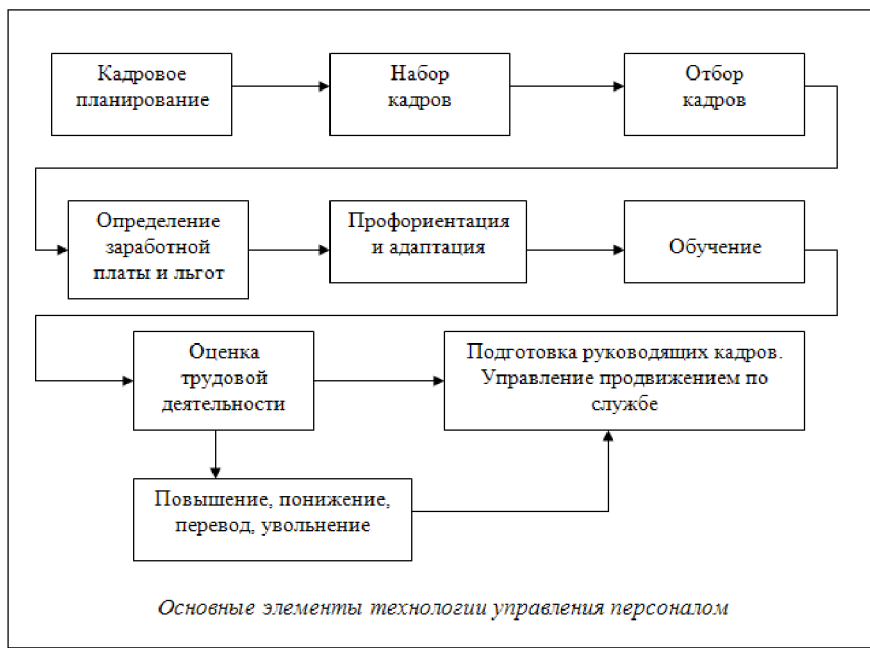 Кадровое
планирование
Набор
кадров
Отбор
кадров
Определение
заработной
платы и льгот
Профориентация
и адаптация
Обучение
Оценка
трудовой
деятельности
Подготовка руководящих кадров.
Управление продвижением по
службе
Повышение, понижение,
перевод, увольнение
Основные элементы технологии управления персоналом